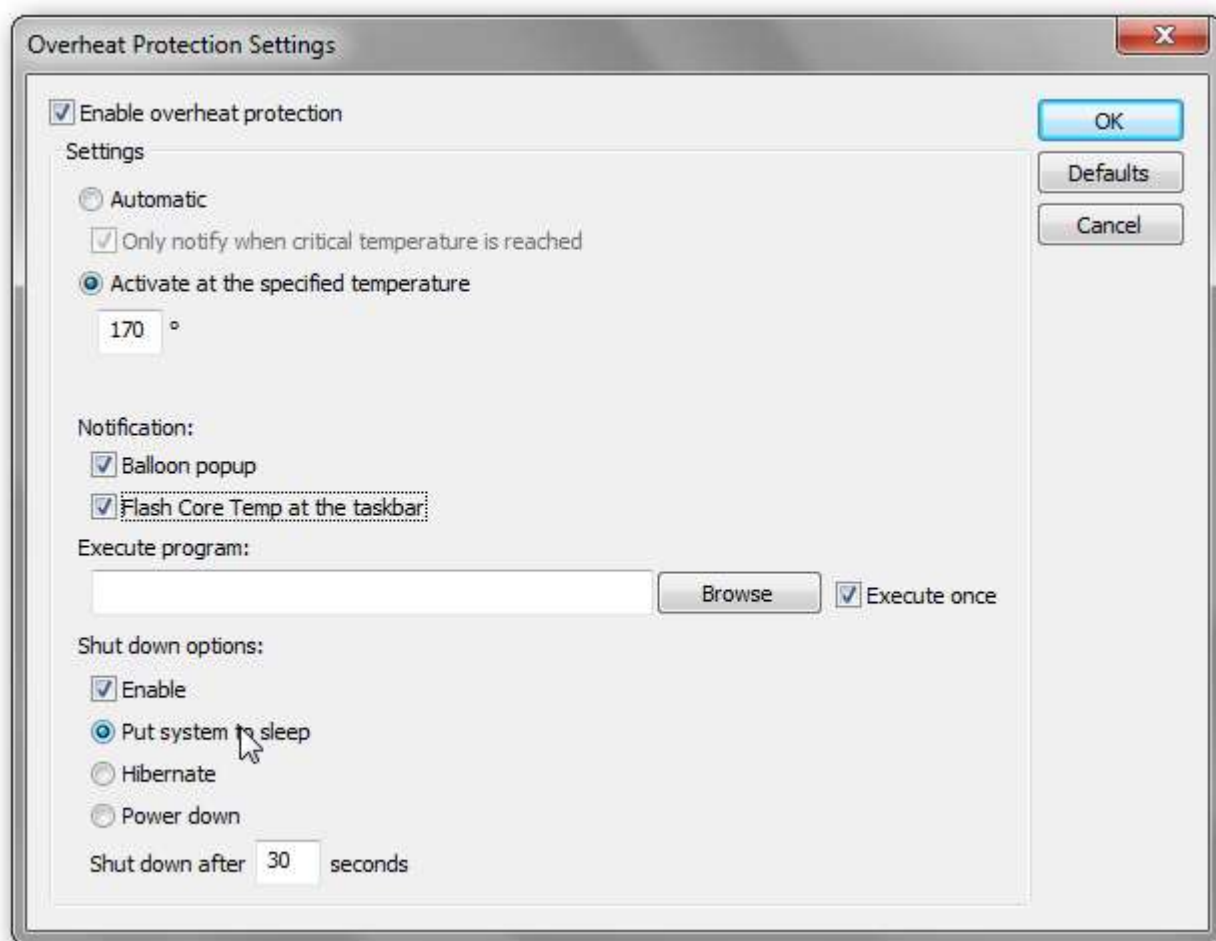 Overheat Protection Settings
Enable overheat protection
OK
Settings
Defaults
Automatic
Cancel
Only notify when critical temperature is reached
Activate at the specified temperature
170 °
Notification:
Balloon popup
Flash Core Temp at the taskbar
Execute program:
Browse Execute once
Shut down options:
Enable
Put system to sleep
Hibernate
Power down
Shut down after 30 seconds